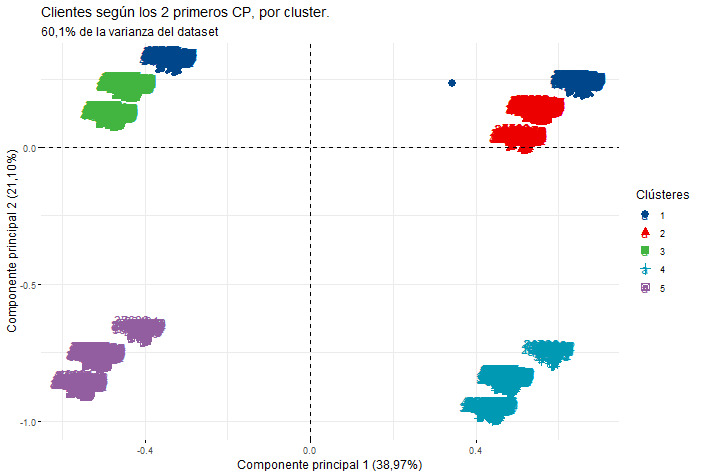 Clientes según los 2 primeros CP, por cluster.
60,1% de la varianza del dataset
Componente principal 2 (21,10%)
0.0
-0.5
-1.0
-0.4
0.0
0.4
Componente principal 1 (38,97%)
Clústeres
1
2
3
4
5